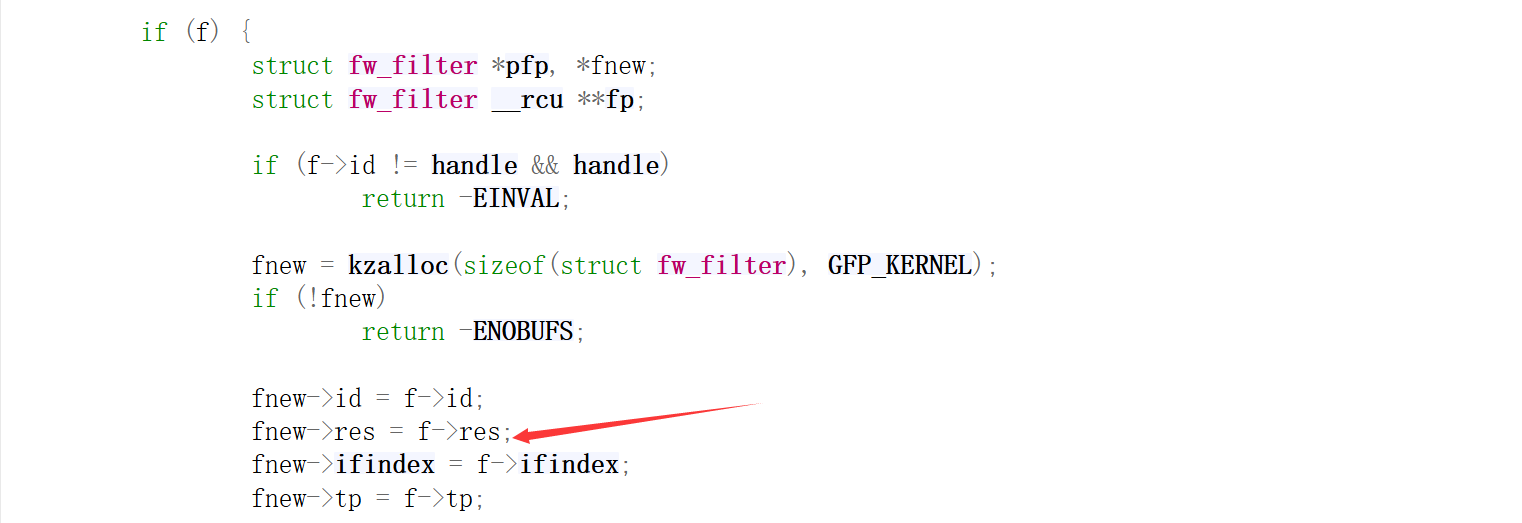 if (f) {
struct fw_filter *pfp, *fnew;
struct fw_filter __rcu **fp;
if (f->id != handle && handle)
return -EINVAL;
fnew = kzalloc(sizeof(struct fw_filter), GFP_KERNEL);
if (!fnew)
return -ENOBUFS;
fnew->id = f->id;
fnew->res = f->res;
fnew->ifindex = f->ifindex;
fnew->tp = f->tp;